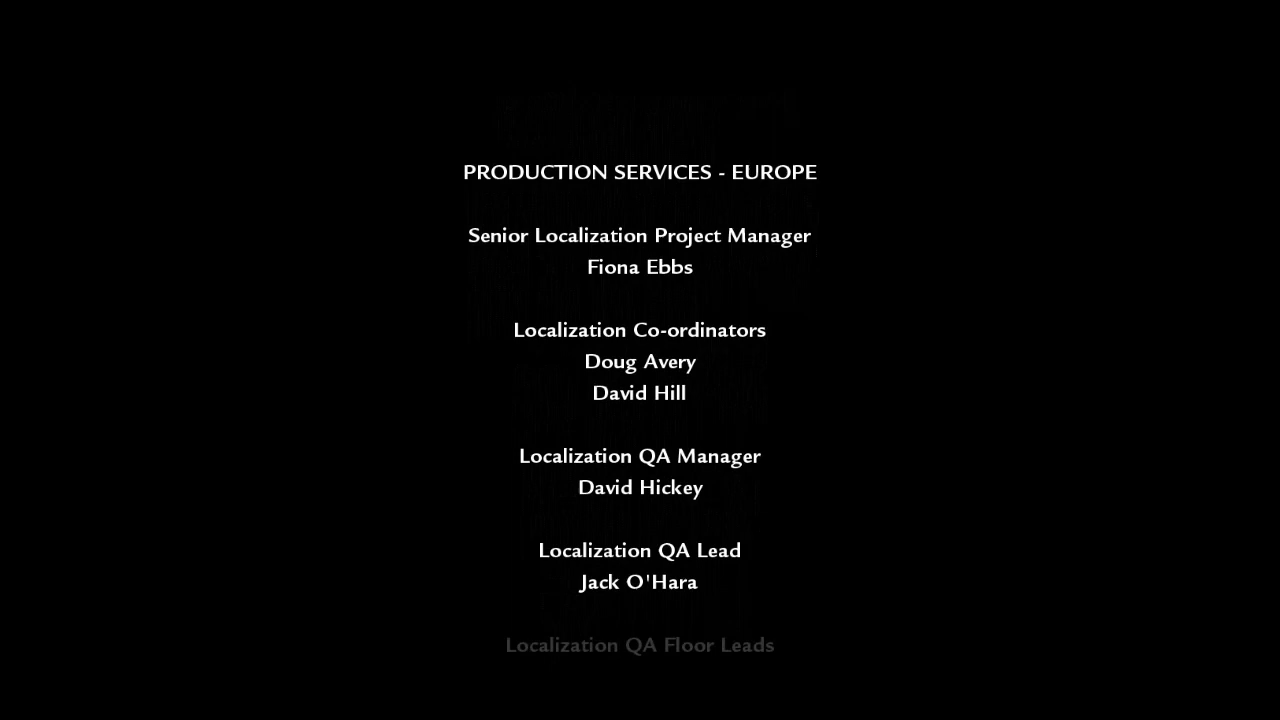 PRODUCTION SERVICES - EUROPE
Senior Localization Project Manager
Fiona Ebbs
Localization Co-ordinators
Doug Avery
David Hill
Localization QA Manager
David Hickey
Localization QA Lead
Jack O'Hara
Localization QA Floor Leads